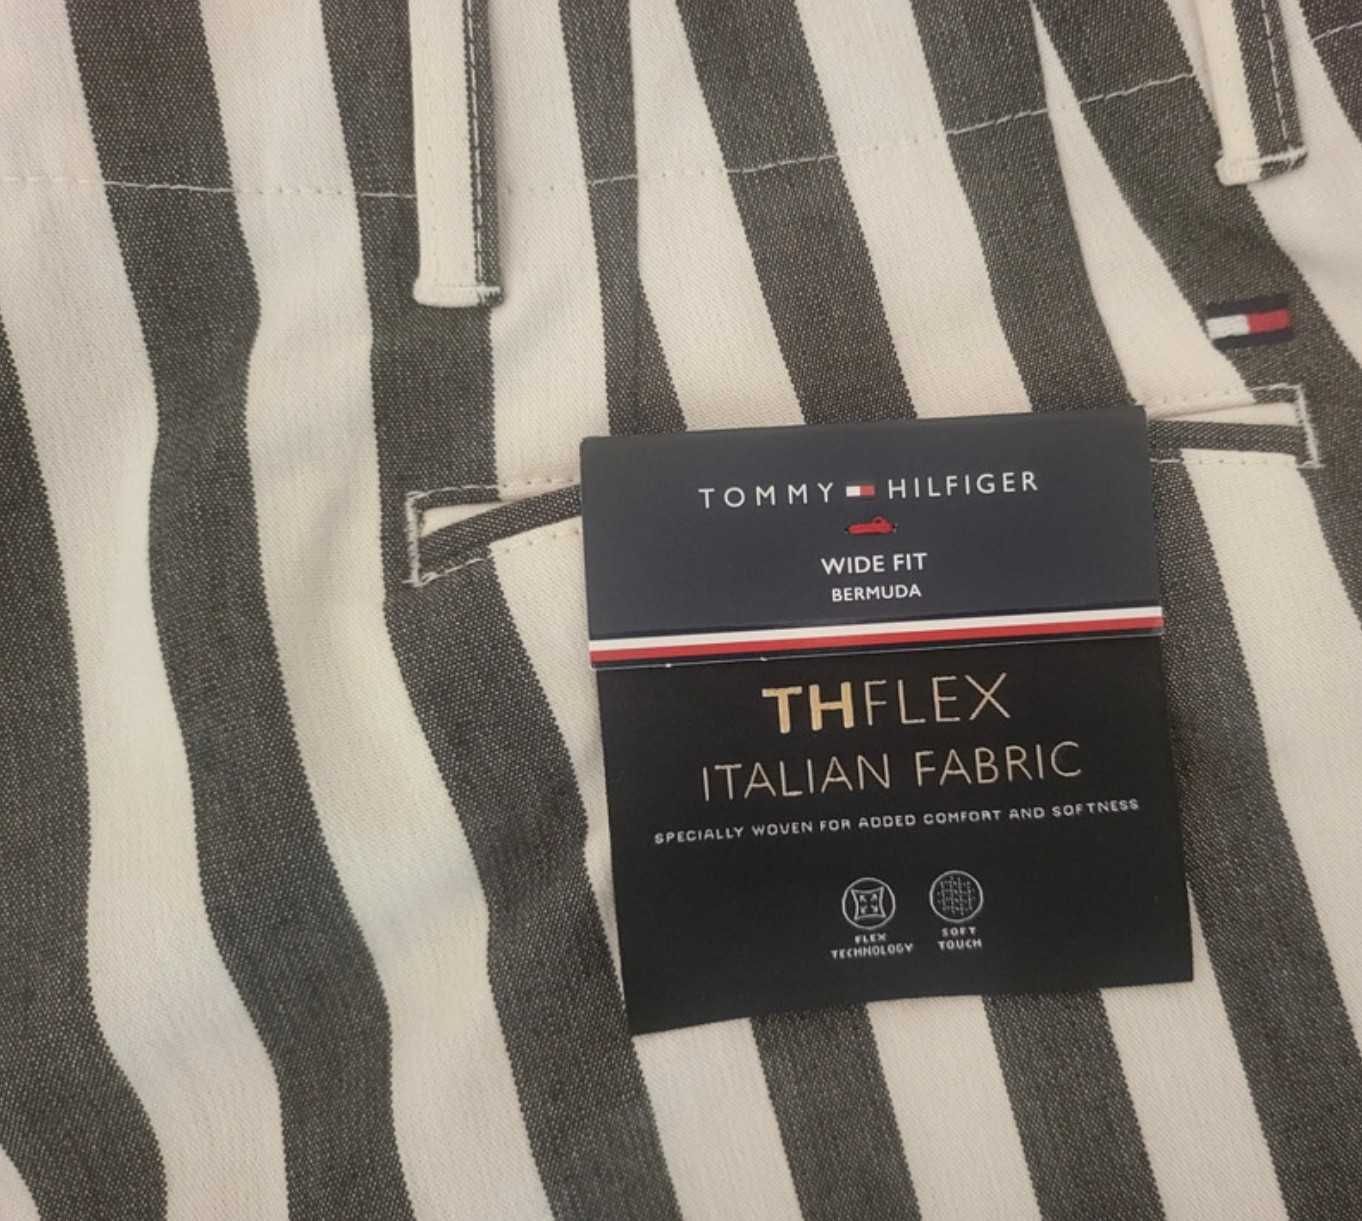 TOMMY HILFIGER
WIDE FIT
BERMUDA
THFLEX
ITALIAN FABRIC
SPECIALLY WOVEN FOR ADDED COMFORT AND SOFTNESS
FLEX
TECHNOLOGY
SOFT
TOUCH